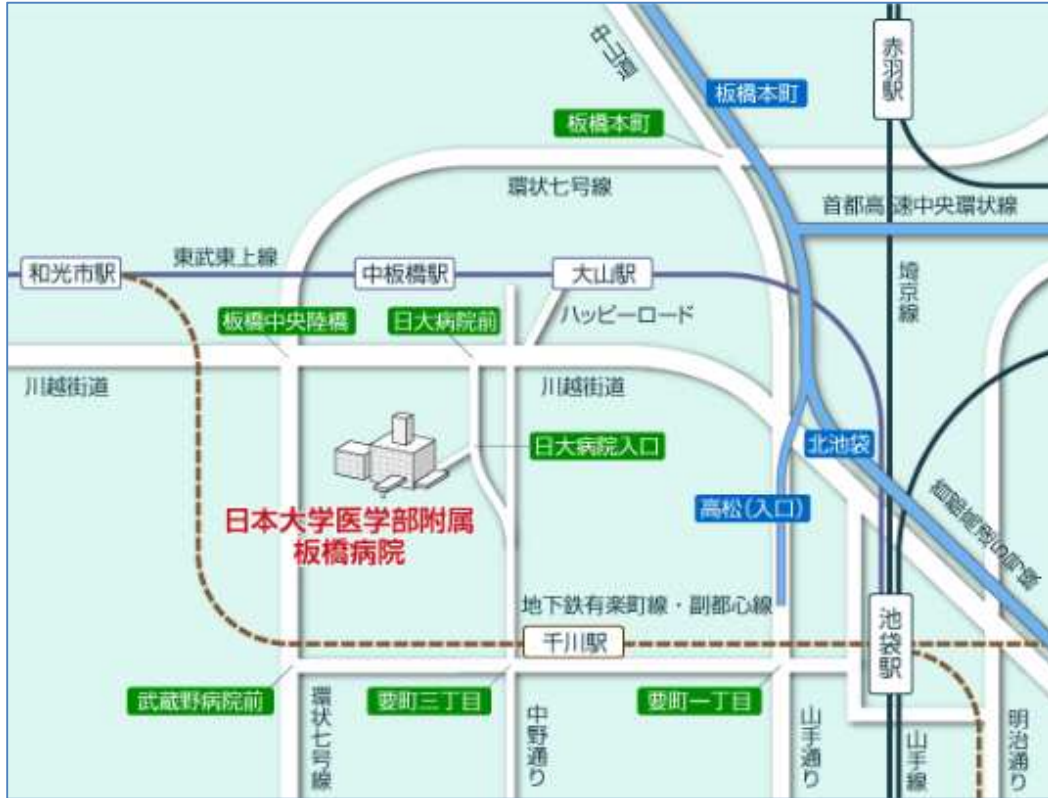 中山道
赤羽駅
板橋本町
板橋本町
環状七号線
首都高速中央環状線
東武東上線
和光市駅
中板橋駅
大山駅
埼京線
ハッピーロード
板橋中央陸橋
日大病院前
川越街道
川越街道
日大病院入口
北池袋
高松(入口)
日本大学医学部附属
板橋病院
首都高速5号線
地下鉄有楽町線・副都心線
千川駅
池袋駅
武蔵野病院前
要町三丁目
要町一丁目
環状七号線
中野通り
山手通り
山手線
明治通り